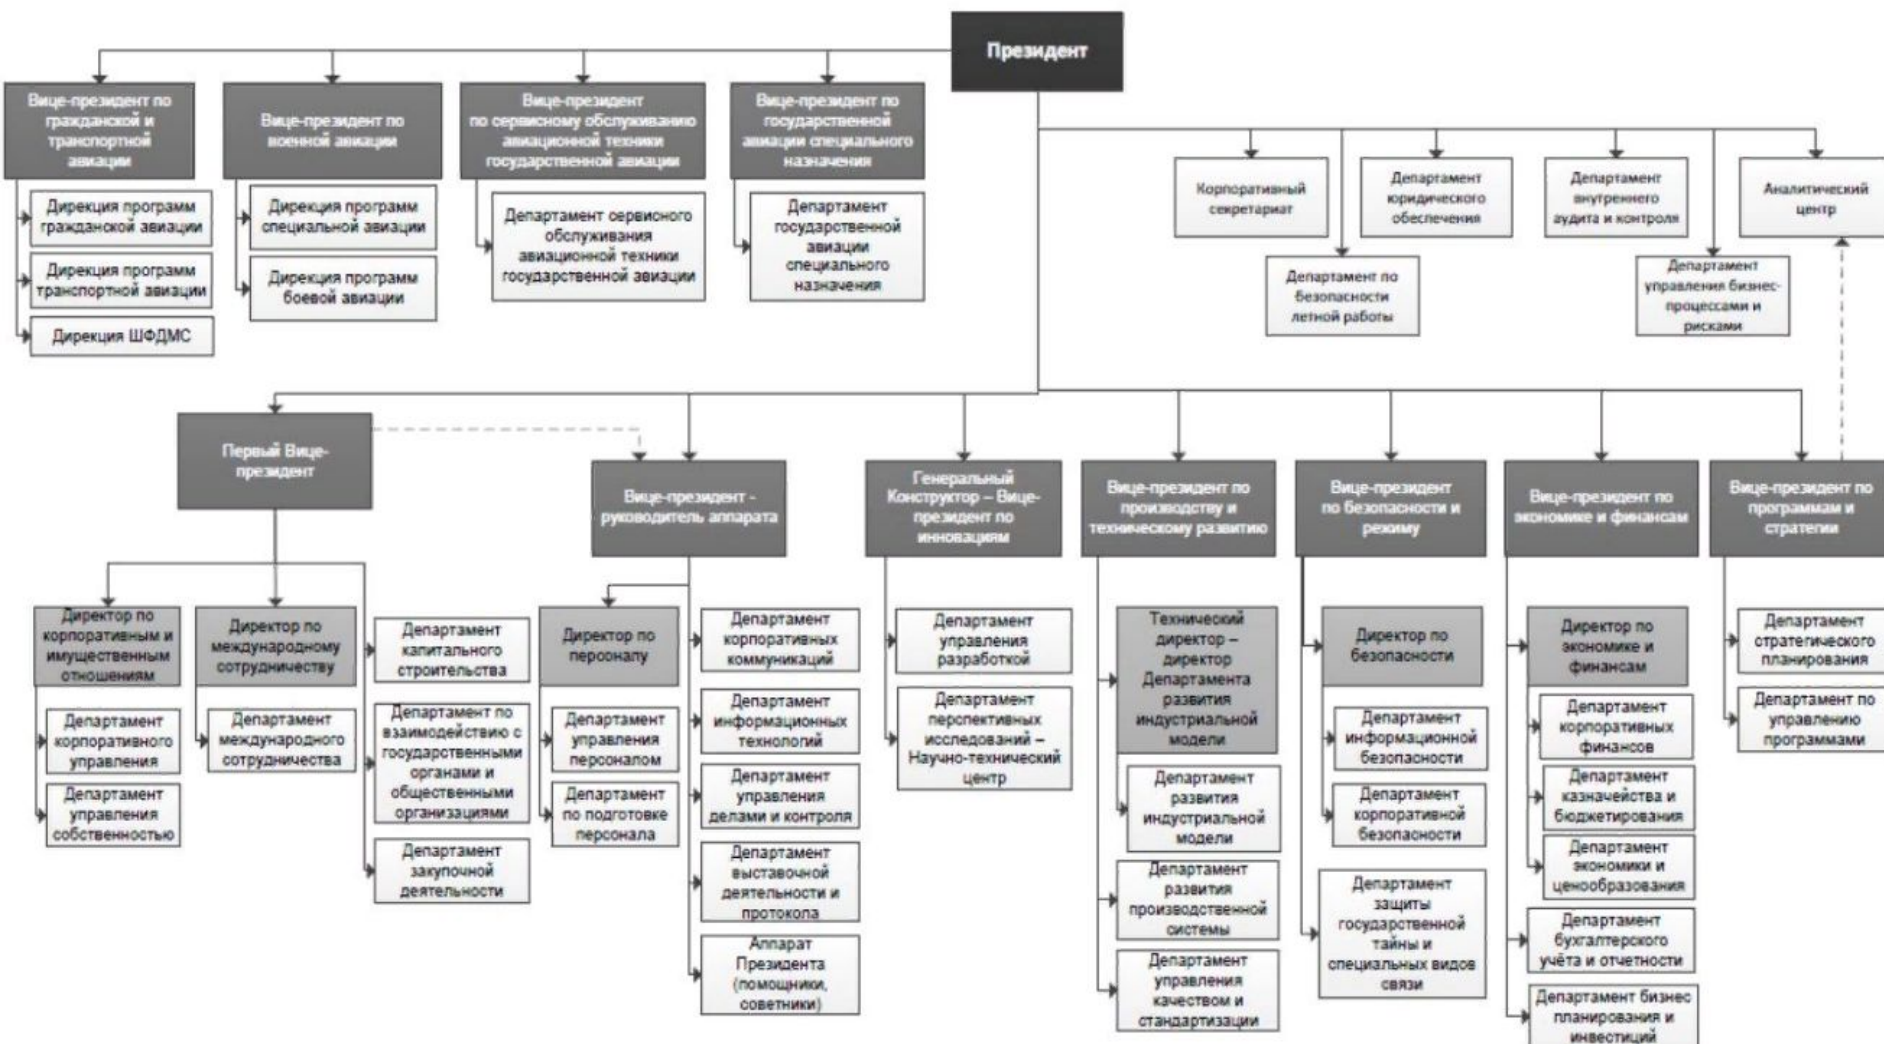 Президент
Вице-президент по
гражданской и
транспортной
авиации
Вице-президент по
военной авиации
Вице-президент
по сервисному обслуживанию
авиационной техники
государственной авиации
Вице-президент по
государственной
авиации специального
назначения
Дирекция программ
гражданской авиации
Дирекция программ
транспортной авиации
Дирекция ШФДМС
Дирекция программ
специальной авиации
Дирекция программ
боевой авиации
Департамент сервисного
обслуживания
авиационной техники
государственной авиации
Департамент
государственной
авиации
специального
назначения
Корпоративный
секретариат
Департамент
юридического
обеспечения
Департамент
внутреннего
аудита и контроля
Аналитический
центр
Департамент по
безопасности
летной работы
Департамент
управления бизнес-
процессами и
рисками
Первый Вице-
президент
Вице-президент -
руководитель аппарата
Генеральный
Конструктор – Вице-
президент по
инновациям
Вице-президент по
производству и
техническому развитию
Вице-президент
по безопасности и
режиму
Вице-президент по
экономике и финансам
Вице-президент по
программам и
стратегии
Директор по
корпоративным и
имущественным
отношениям
Департамент
корпоративного
управления
Департамент
управления
собственностью
Директор по
международному
сотрудничеству
Департамент
международного
сотрудничества
Департамент
капитального
строительства
Департамент по
взаимодействию с
государственными
органами и
общественными
организациями
Департамент
закупочной
деятельности
Директор по
персоналу
Департамент
управления
персоналом
Департамент
по подготовке
персонала
Департамент
корпоративных
коммуникаций
Департамент
информационных
технологий
Департамент
управления
делами и контроля
Департамент
выставочной
деятельности и
протокола
Аппарат
Президента
(помощники,
советники)
Департамент
управления
разработкой
Департамент
перспективных
исследований –
Научно-технический
центр
Технический
директор –
директор
Департамента
развития
индустриальной
модели
Департамент
развития
индустриальной
модели
Департамент
развития
производственной
системы
Департамент
управления
качеством и
стандартизации
Директор по
безопасности
Департамент
информационной
безопасности
Департамент
корпоративной
безопасности
Департамент
защиты
государственной
тайны и
специальных видов
связи
Директор по
экономике и
финансам
Департамент
корпоративных
финансов
Департамент
казначейства и
бюджетирования
Департамент
экономики и
ценообразования
Департамент
бухгалтерского
учёта и отчетности
Департамент бизнес
планирования и
инвестиций
Департамент
стратегического
планирования
Департамент по
управлению
программами